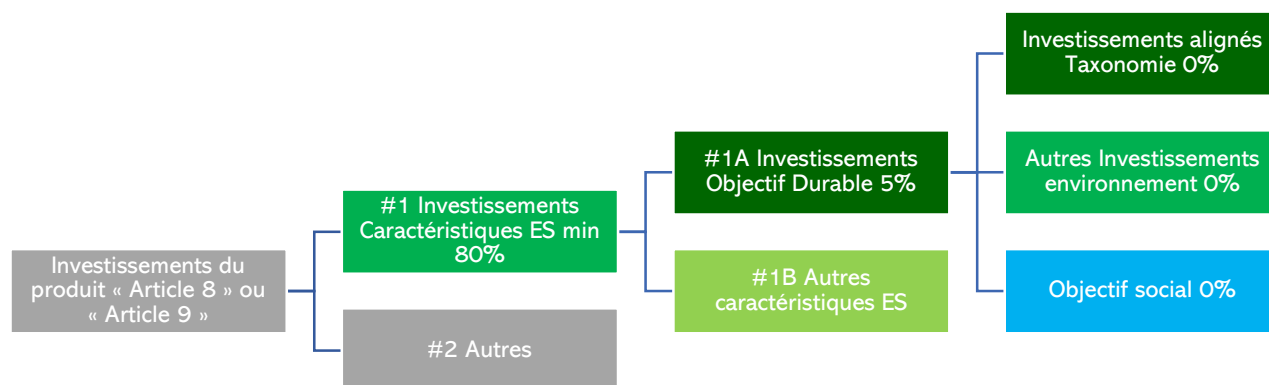 Investissements du
produit « Article 8 » ou
« Article 9 »
#1 Investissements
Caractéristiques ES min
80%
#2 Autres
#1A Investissements
Objectif Durable 5%
#1B Autres
caractéristiques ES
Investissements alignés
Taxonomie 0%
Autres Investissements
environnement 0%
Objectif social 0%